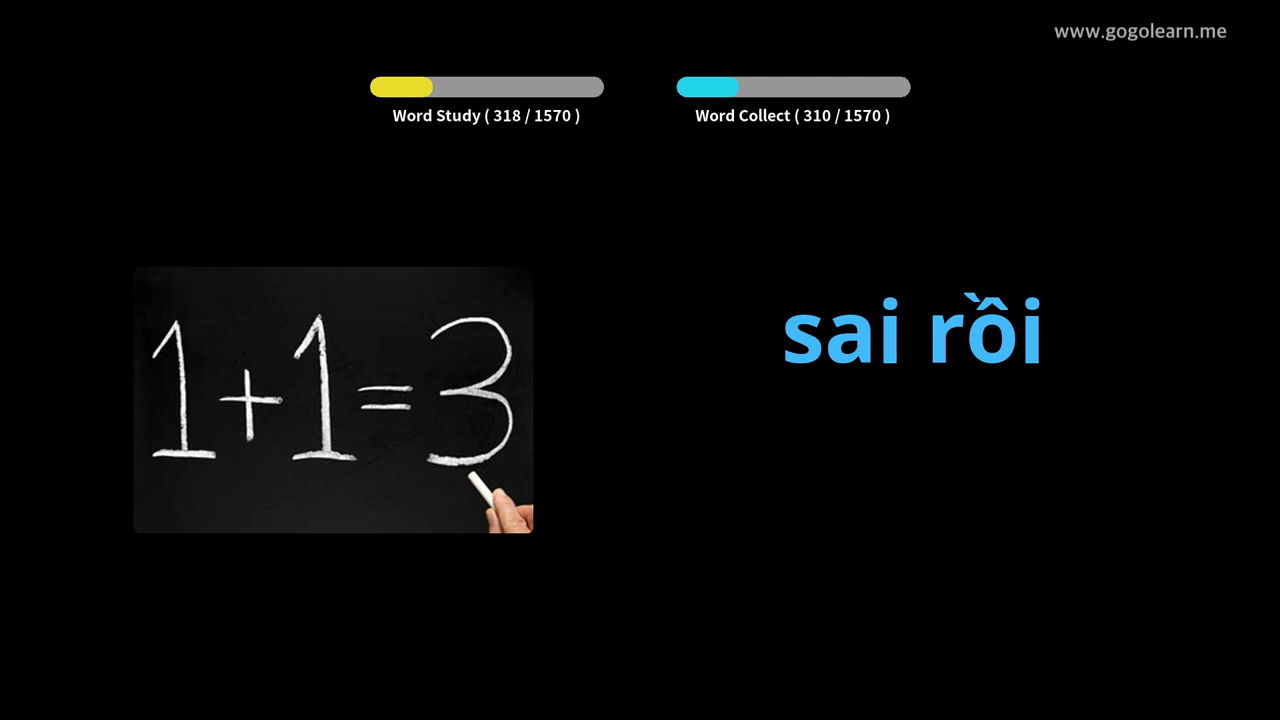 www.gogolearn.me
Word Study ( 318 / 1570 )
Word Collect ( 310 / 1570 )
1+1=3
sai rồi